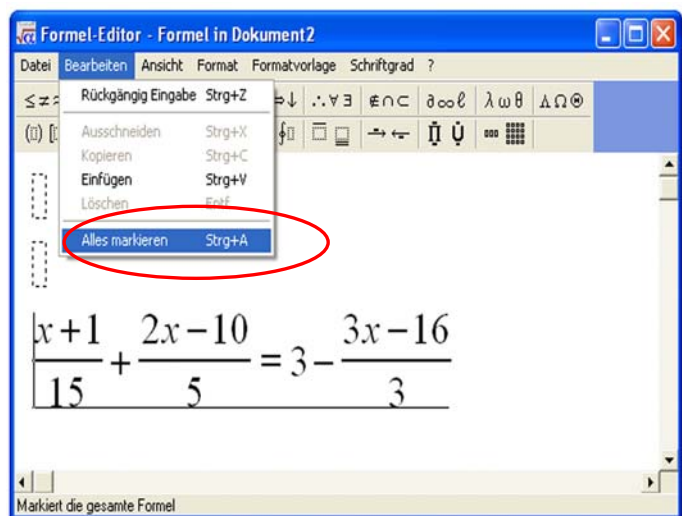 Formel-Editor - Formel in Dokument2
Datei Bearbeiten Ansicht Format Formatvorlage Schriftgrad ?
Rückgängig Eingabe Strg+Z
Ausschneiden Strg+X
Kopieren Strg+C
Einfügen Strg+V
Löschen Entf
Alles markieren Strg+A
≤≠≈ ⇒↓ ∴∀∃ ∉∩⊂ ∂∞ℓ λωθ ΛΩ⊛
x+1 2x−10 3x−16
+ = 3−
15 5 3
Markiert die gesamte Formel